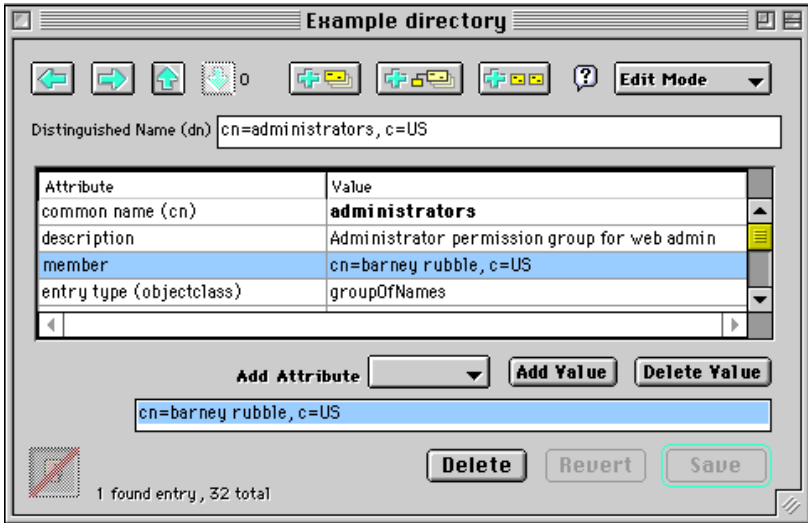 Example directory
0
?
Edit Mode
Distinguished Name (dn) cn=administrators, c=US
Attribute Value
common name (cn) administrators
description Administrator permission group for web admin
member cn=barney rubble, c=US
entry type (objectclass) groupOfNames
Add Attribute Add Value Delete Value
cn=barney rubble, c=US
Delete Revert Save
1 found entry, 32 total